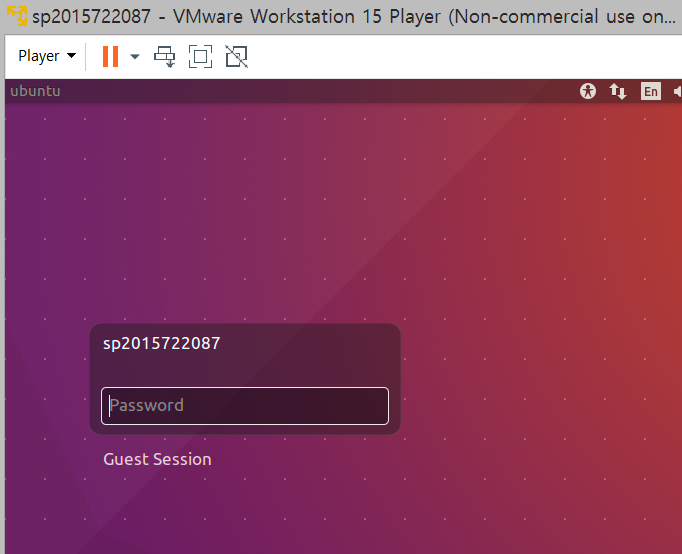 sp2015722087 - VMware Workstation 15 Player (Non-commercial use on...
Player
ubuntu
En
sp2015722087
Password
Guest Session